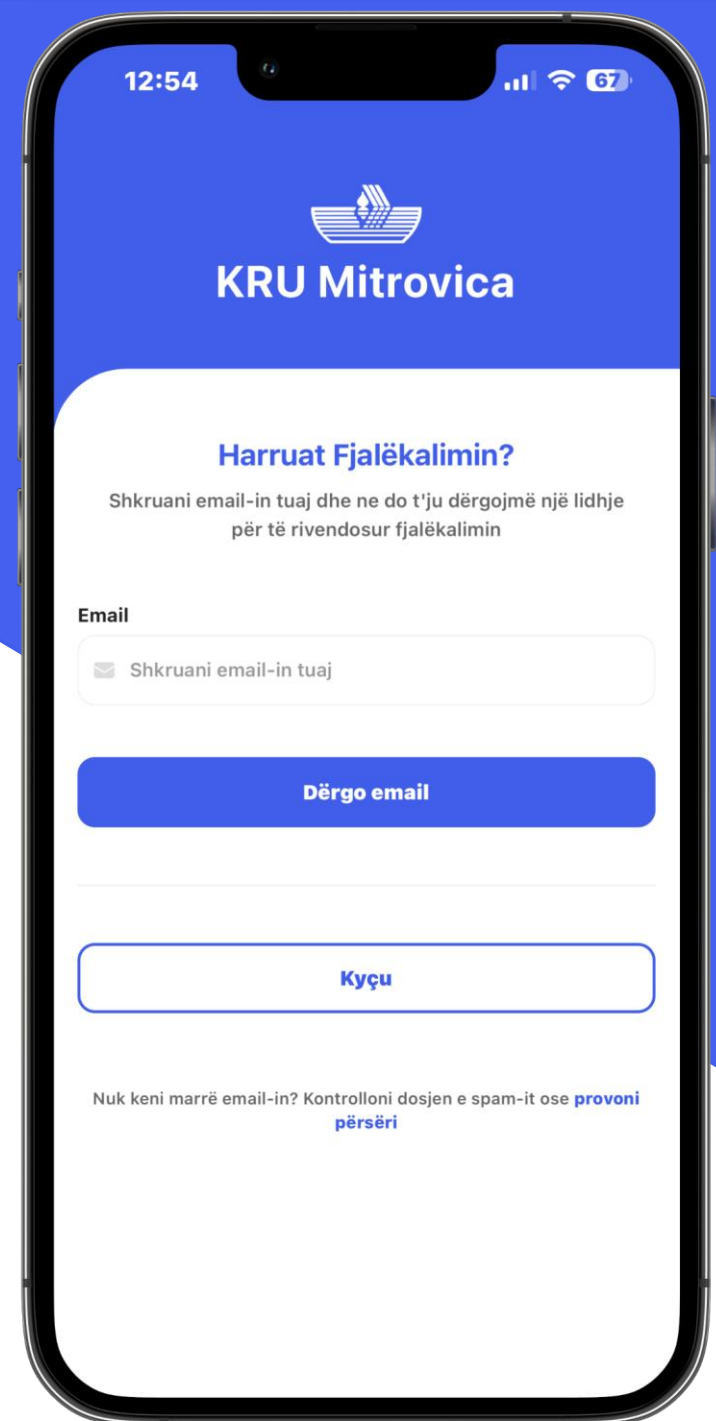 12:54
67
KRU Mitrovica
Harruat Fjalëkalimin?
Shkruani email-in tuaj dhe ne do t'ju dërgojmë një lidhje
për të rivendosur fjalëkalimin
Email
Shkruani email-in tuaj
Dërgo email
Kyçu
Nuk keni marrë email-in? Kontrolloni dosjen e spam-it ose provoni
përsëri